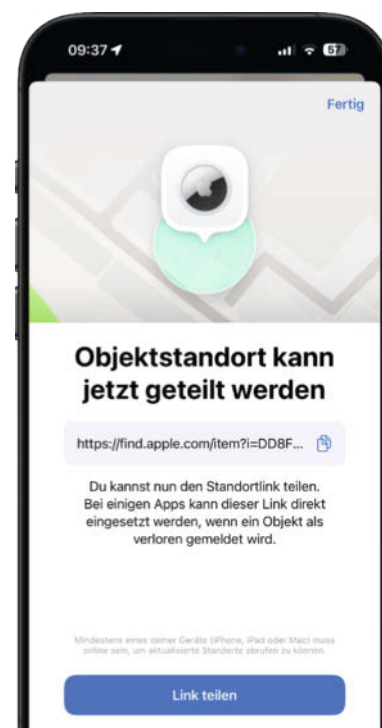 09:37
57
Fertig
Objektstandort kann
jetzt geteilt werden
https://find.apple.com/item?i=DD8F...
Du kannst nun den Standortlink teilen.
Bei einigen Apps kann dieser Link direkt
eingesetzt werden, wenn ein Objekt als
verloren gemeldet wird.
Mindestens eines deiner Geräte (iPhone, iPad oder Mac) muss
online sein, um aktualisierte Standorte abrufen zu können.
Link teilen